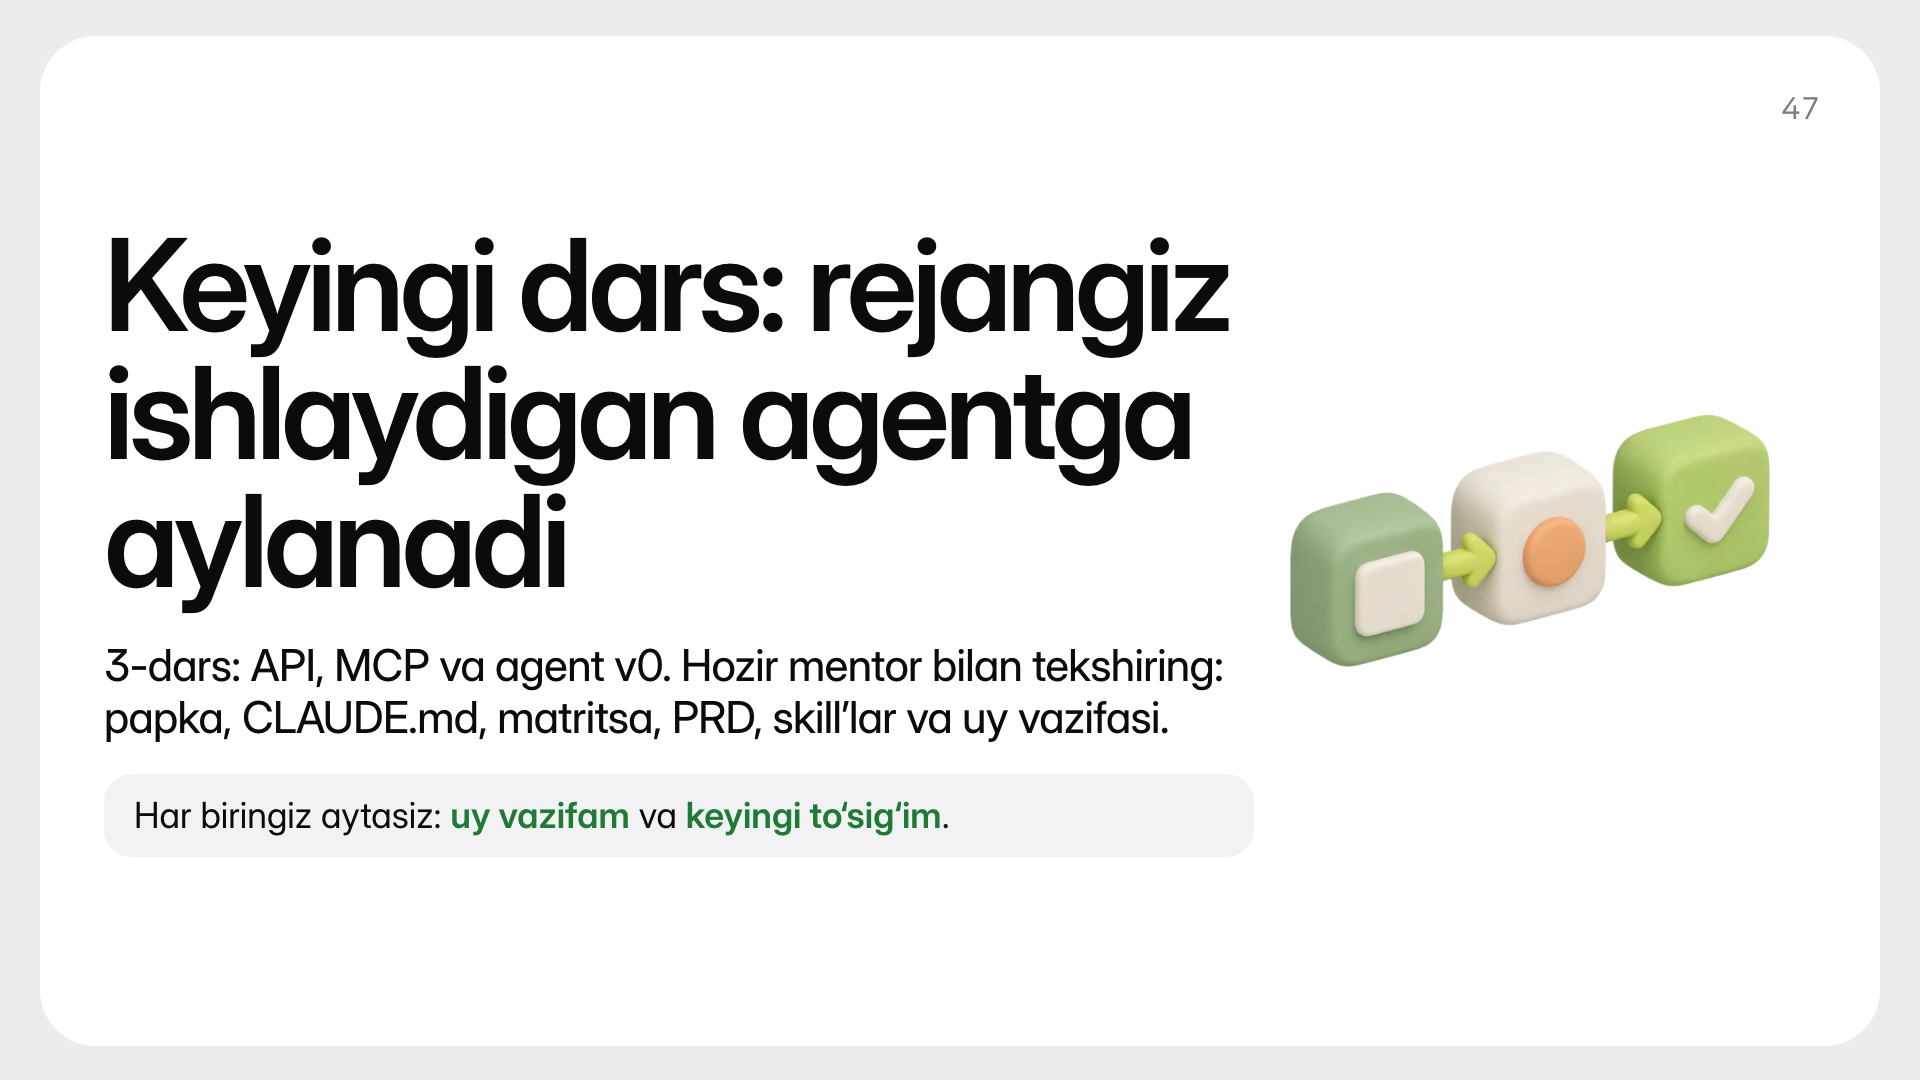 47
Keyingi dars: rejangiz
ishlaydigan agentga
aylanadi
3-dars: API, MCP va agent v0. Hozir mentor bilan tekshiring:
papka, CLAUDE.md, matritsa, PRD, skill’lar va uy vazifasi.
Har biringiz aytasiz: uy vazifam va keyingi to‘sig‘im.